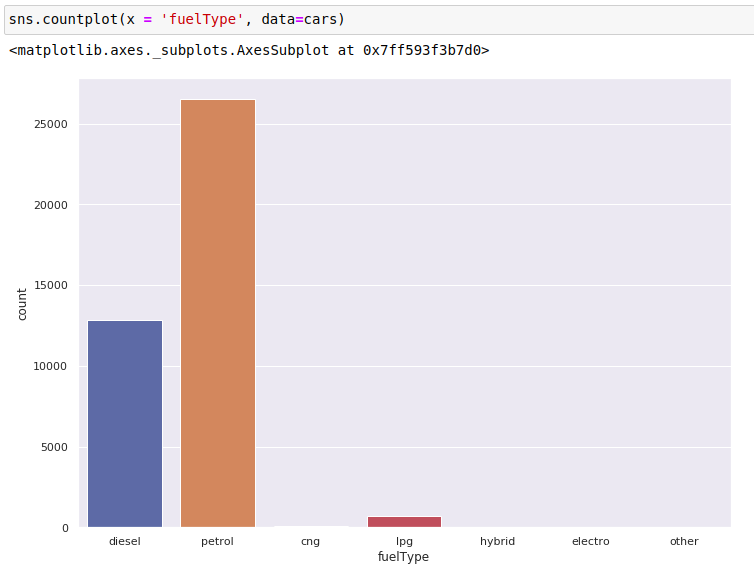 sns.countplot(x = 'fuelType', data=cars)
<matplotlib.axes._subplots.AxesSubplot at 0x7ff593f3b7d0>
25000
20000
15000
10000
5000
0
count
diesel petrol cng lpg hybrid electro other
fuelType